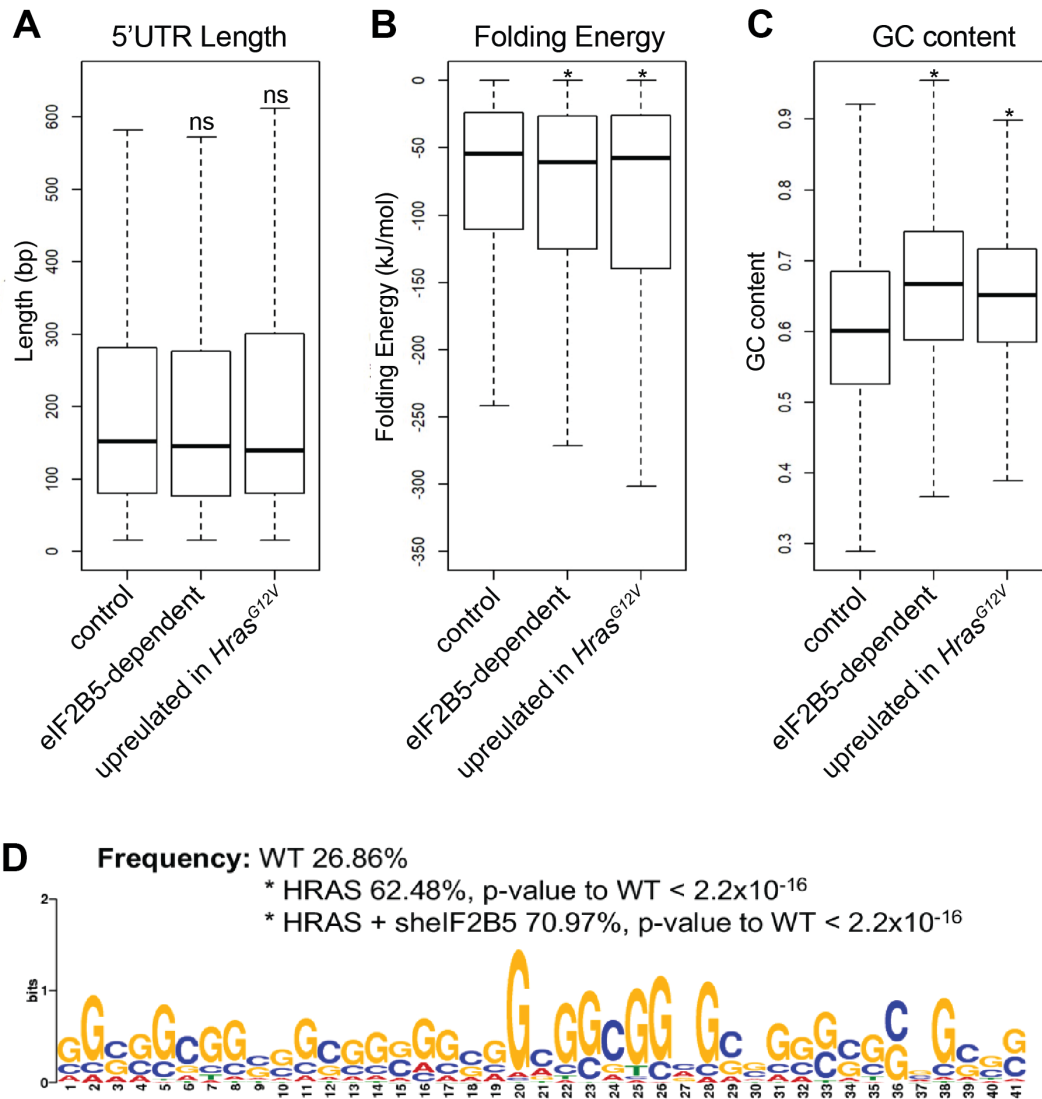 A
5'UTR Length
Length (bp)
600
500
400
300
200
100
0
ns
ns
control
eIF2B5-dependent
upreulated in HrasG12V
B
Folding Energy
Folding Energy (kJ/mol)
0
-50
-100
-150
-200
-250
-300
-350
*
*
control
eIF2B5-dependent
upreulated in HrasG12V
C
GC content
GC content
0.9
0.8
0.7
0.6
0.5
0.4
0.3
*
*
control
eIF2B5-dependent
upreulated in HrasG12V
D
Frequency: WT 26.86%
* HRAS 62.48%, p-value to WT < 2.2x10-16
* HRAS + sheIF2B5 70.97%, p-value to WT < 2.2x10-16
2
1
0
bits
1 2 3 4 5 6 7 8 9 10 11 12 13 14 15 16 17 18 19 20 21 22 23 24 25 26 27 28 29 30 31 32 33 34 35 36 37 38 39 40 41